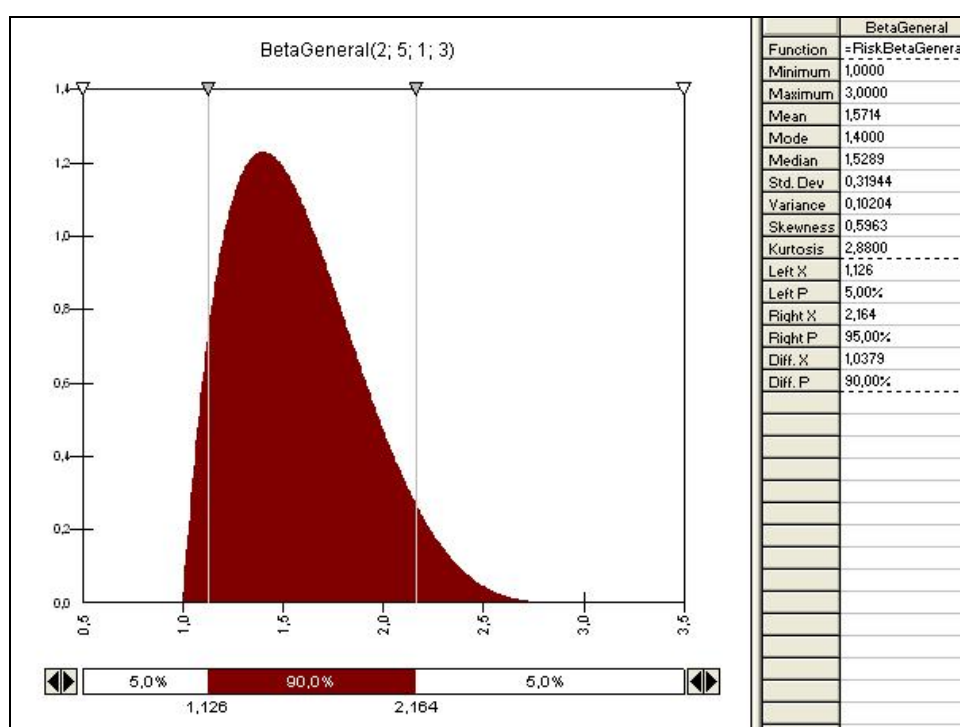 BetaGeneral(2; 5; 1; 3)
1,4
1,2
1,0
0,8
0,6
0,4
0,2
0,0
0,5
1,0
1,5
2,0
2,5
3,0
3,5
5,0%
90,0%
5,0%
1,126
2,164
BetaGeneral
Function =RiskBetaGenera
Minimum 1,0000
Maximum 3,0000
Mean 1,5714
Mode 1,4000
Median 1,5289
Std. Dev 0,31944
Variance 0,10204
Skewness 0,5963
Kurtosis 2,8800
Left X 1,126
Left P 5,00%
Right X 2,164
Right P 95,00%
Diff. X 1,0379
Diff. P 90,00%